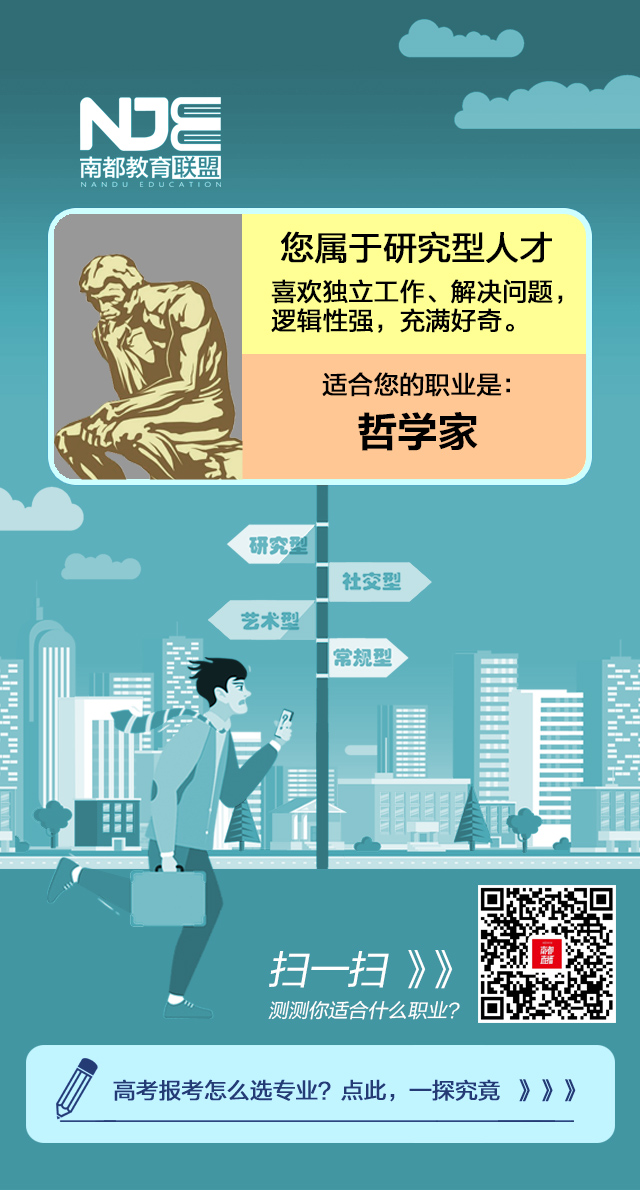 NJE
南都教育联盟
NANDU EDUCATION
您属于研究型人才
喜欢独立工作、解决问题，
逻辑性强，充满好奇。
适合您的职业是：
哲学家
研究型
社交型
艺术型
常规型
扫一扫 》》
测测你适合什么职业？
南都
直播
高考报考怎么选专业？点此，一探究竟 》》》